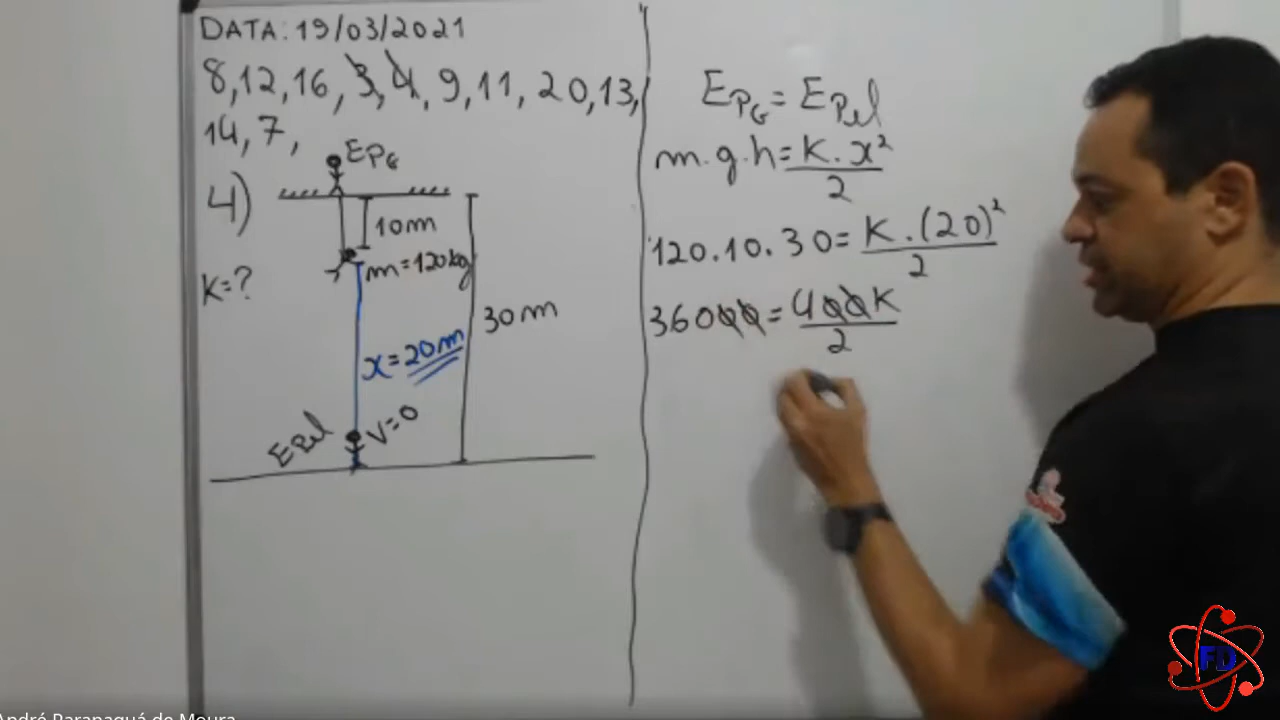 DATA: 19/03/2021
8,12,16,3,4,9,11,20,13,
14,7,
EPG
4)
10m
m=120kg
K=?
30m
x=20m
EPel V=0
EPG = EPel
m.g.h = K.x²
2
120.10.30 = K.(20)²
2
36000 = 400K
2
FD
André Paranaguá de Moura